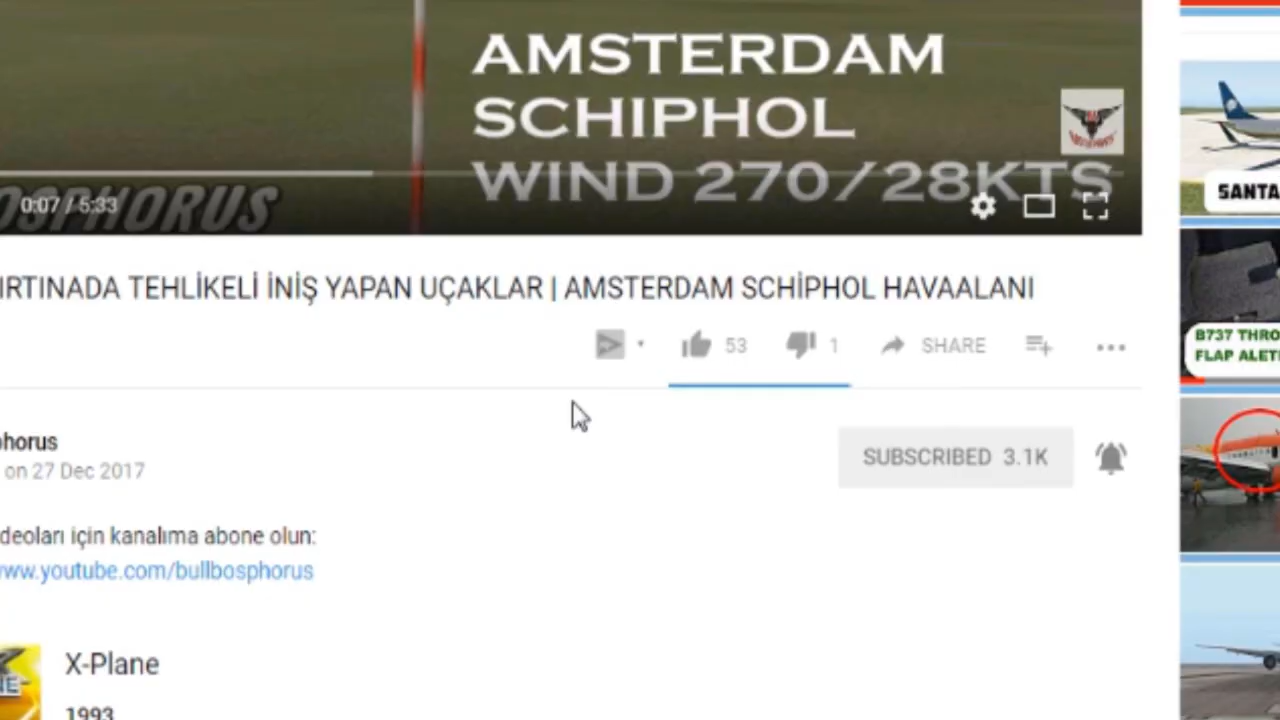 AMSTERDAM
SCHIPHOL
WIND 270/28KTS
OSPHORUS
0:07 / 5:33
SANTA
IRTINADA TEHLİKELİ İNİŞ YAPAN UÇAKLAR | AMSTERDAM SCHİPHOL HAVAALANI
53
1
SHARE
B737 THRO
FLAP ALETİ
phorus
on 27 Dec 2017
SUBSCRIBED 3.1K
deoları için kanalıma abone olun:
www.youtube.com/bullbosphorus
X-Plane
1993